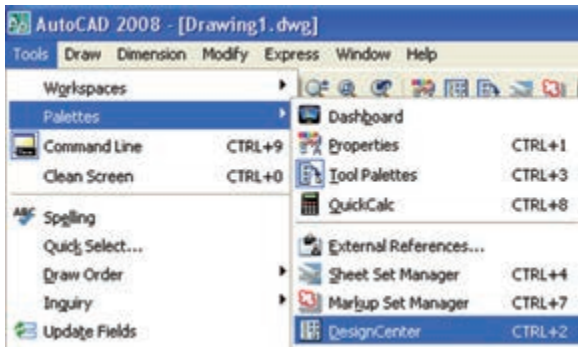 AutoCAD 2008 - [Drawing1.dwg]
Tools Draw Dimension Modify Express Window Help
Workspaces
Palettes
Command Line CTRL+9
Clean Screen CTRL+0
ABC Spelling
Quick Select...
Draw Order
Inquiry
Update Fields
Dashboard
Properties CTRL+1
Tool Palettes CTRL+3
QuickCalc CTRL+8
External References...
Sheet Set Manager CTRL+4
Markup Set Manager CTRL+7
DesignCenter CTRL+2